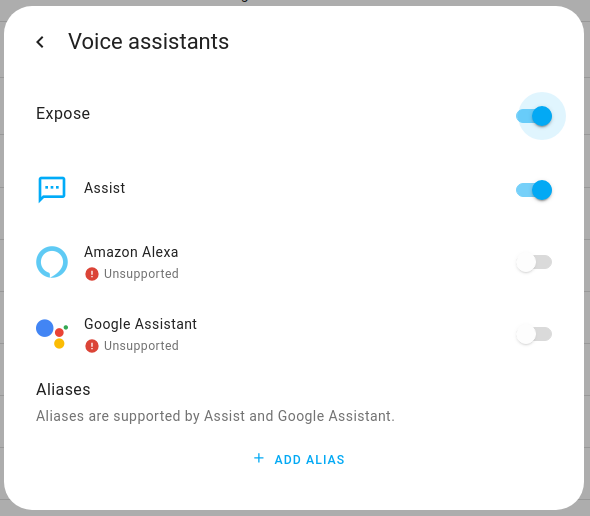 Voice assistants
Expose
Assist
Amazon Alexa
Unsupported
Google Assistant
Unsupported
Aliases
Aliases are supported by Assist and Google Assistant.
+ ADD ALIAS